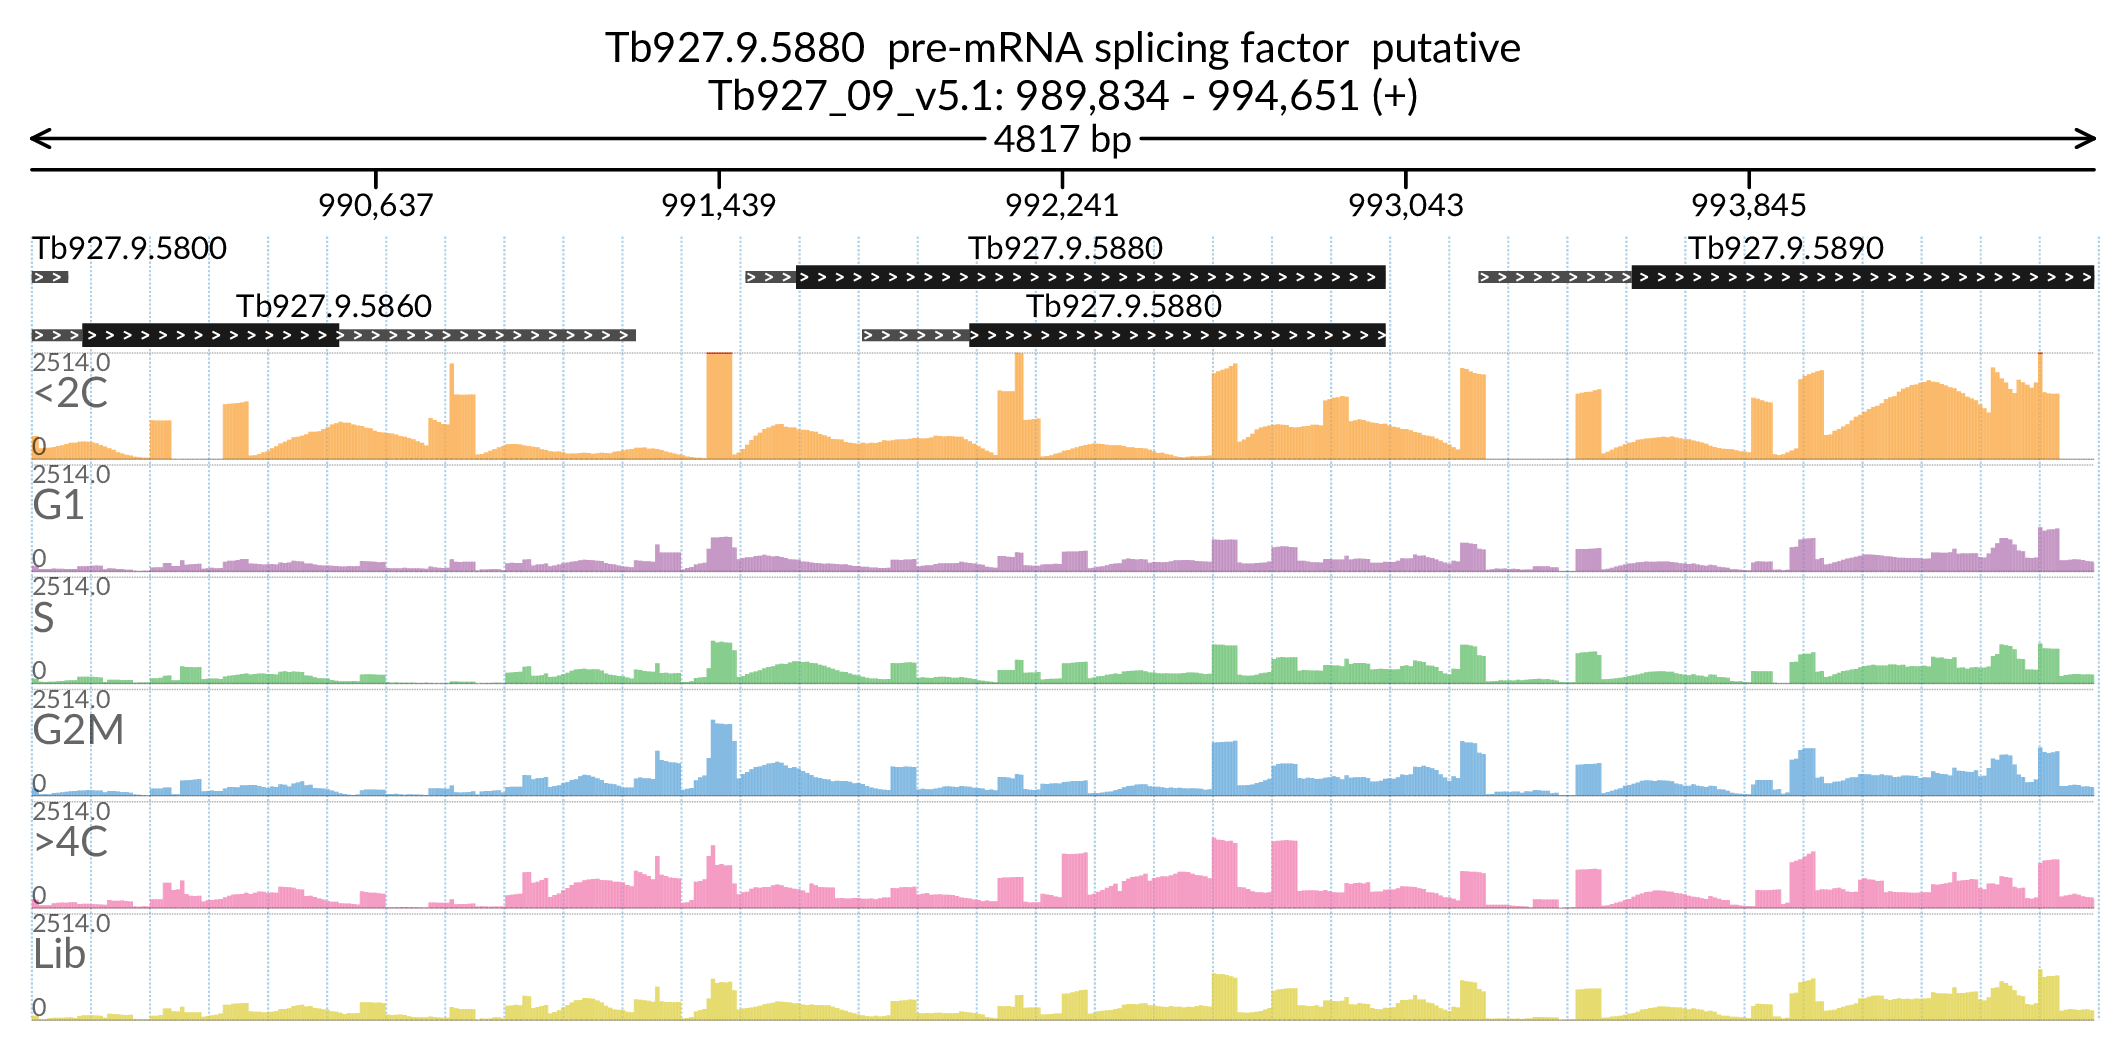 Tb927.9.5880  pre-mRNA splicing factor  putative
Tb927_09_v5.1: 989,834 - 994,651 (+)
4817 bp
990,637 991,439 992,241 993,043 993,845
Tb927.9.5800 Tb927.9.5880 Tb927.9.5890
Tb927.9.5860 Tb927.9.5880
2514.0
<2C
0
2514.0
G1
0
2514.0
S
0
2514.0
G2M
0
2514.0
>4C
0
2514.0
Lib
0